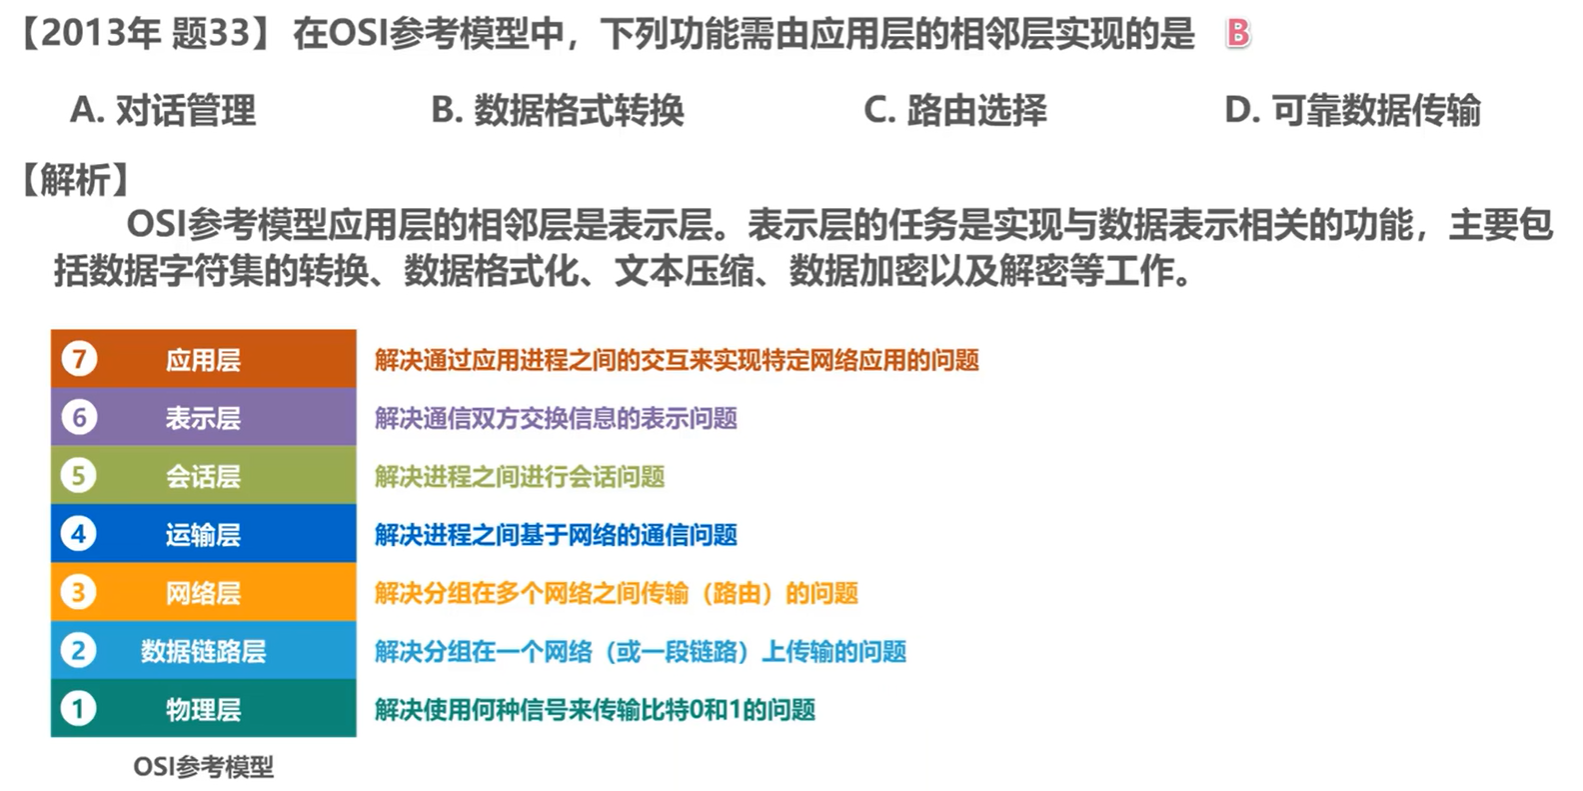 【2013年 题33】 在OSI参考模型中，下列功能需由应用层的相邻层实现的是 B
A. 对话管理 B. 数据格式转换 C. 路由选择 D. 可靠数据传输
【解析】
OSI参考模型应用层的相邻层是表示层。表示层的任务是实现与数据表示相关的功能，主要包
括数据字符集的转换、数据格式化、文本压缩、数据加密以及解密等工作。
7 应用层 解决通过应用进程之间的交互来实现特定网络应用的问题
6 表示层 解决通信双方交换信息的表示问题
5 会话层 解决进程之间进行会话问题
4 运输层 解决进程之间基于网络的通信问题
3 网络层 解决分组在多个网络之间传输（路由）的问题
2 数据链路层 解决分组在一个网络（或一段链路）上传输的问题
1 物理层 解决使用何种信号来传输比特0和1的问题
OSI参考模型